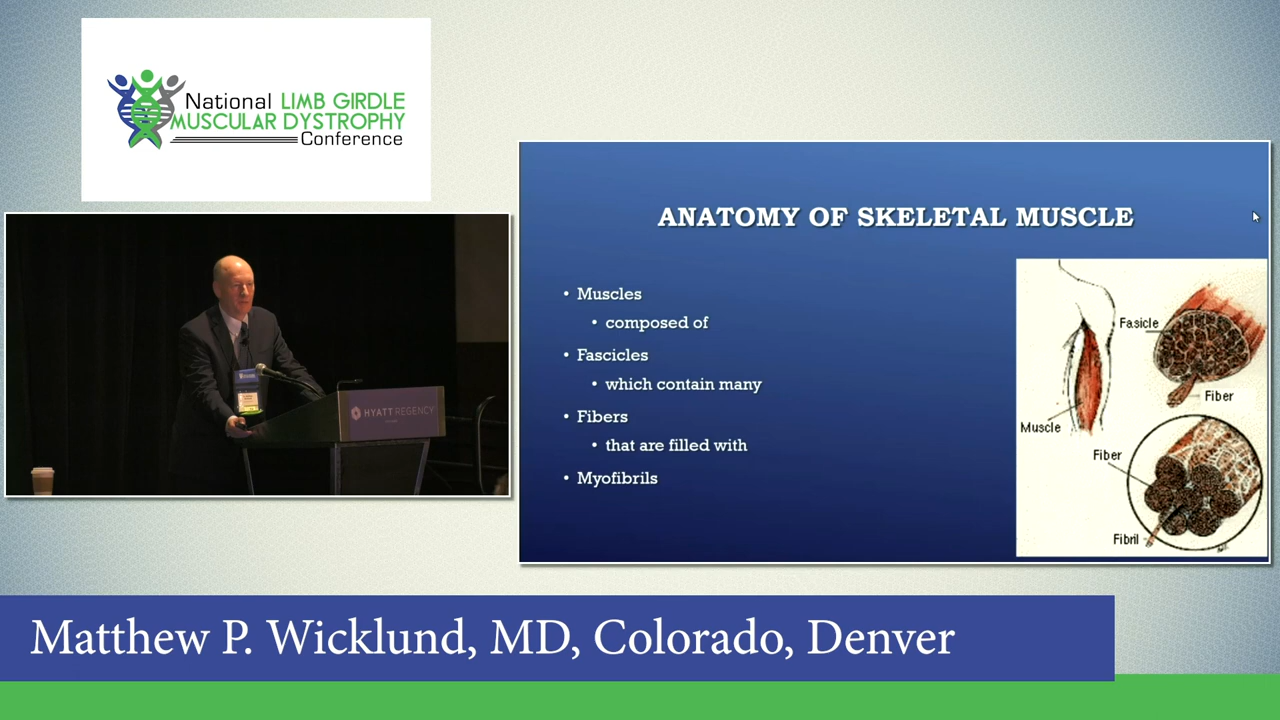 National LIMB GIRDLE
MUSCULAR DYSTROPHY
Conference
HYATT REGENCY
ANATOMY OF SKELETAL MUSCLE
• Muscles
• composed of
• Fascicles
• which contain many
• Fibers
• that are filled with
• Myofibrils
Fasicle
Fiber
Muscle
Fiber
Fibril
Matthew P. Wicklund, MD, Colorado, Denver